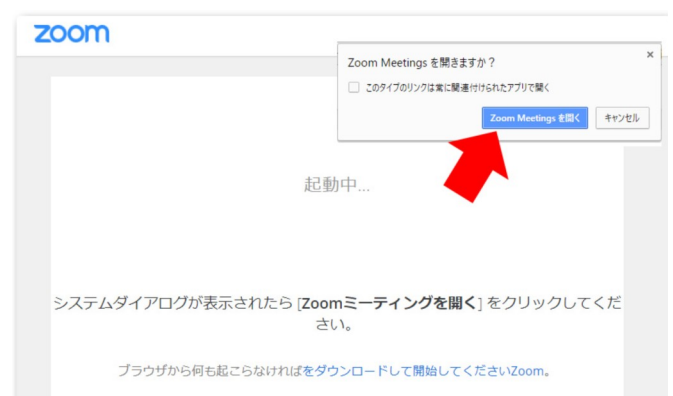 zoom
Zoom Meetings を開きますか？
×
このタイプのリンクは常に関連付けられたアプリで開く
Zoom Meetings を開く キャンセル
起動中...
システムダイアログが表示されたら [Zoomミーティングを開く] をクリックしてくだ
さい。
ブラウザから何も起こらなければをダウンロードして開始してくださいZoom。